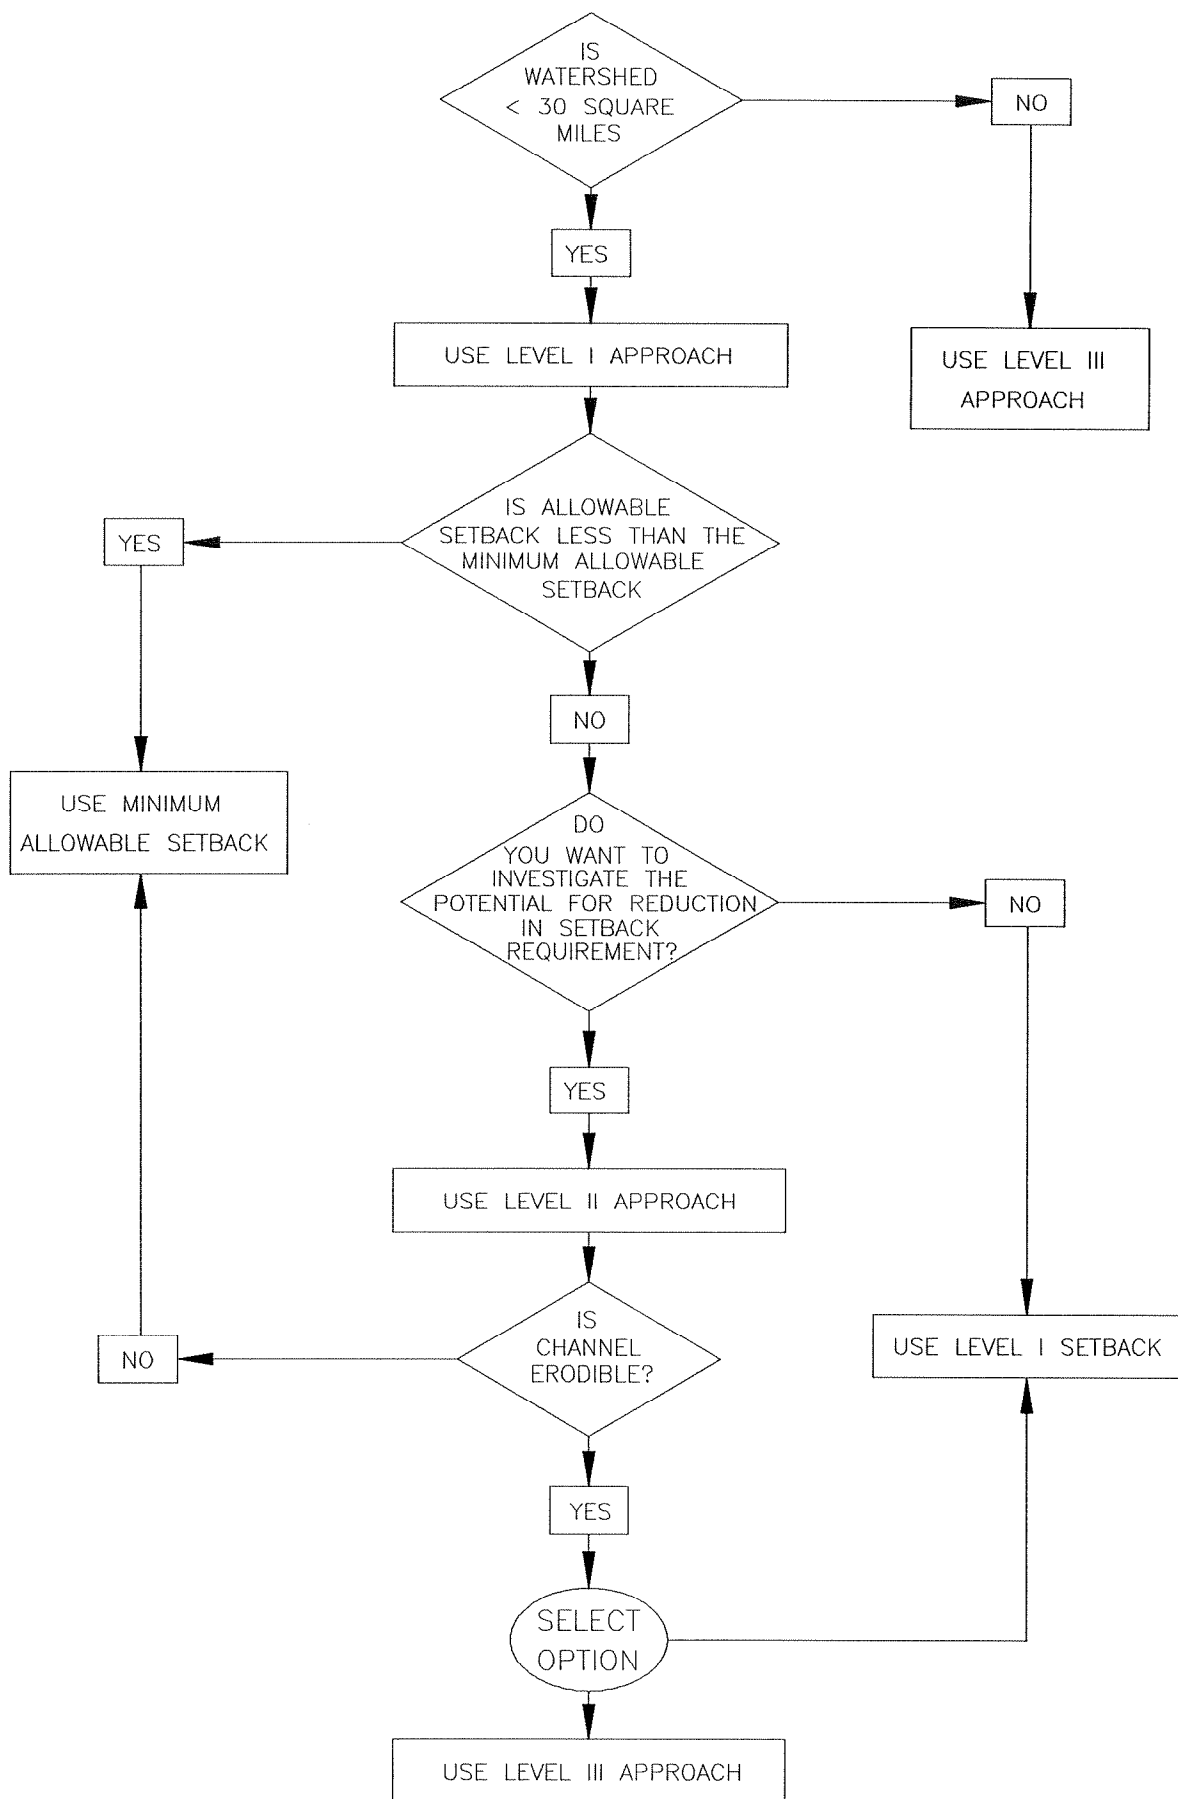 IS
WATERSHED
< 30 SQUARE
MILES
NO
YES
USE LEVEL I APPROACH
USE LEVEL III
APPROACH
IS ALLOWABLE
SETBACK LESS THAN THE
MINIMUM ALLOWABLE
SETBACK
YES
NO
USE MINIMUM
ALLOWABLE SETBACK
DO
YOU WANT TO
INVESTIGATE THE
POTENTIAL FOR REDUCTION
IN SETBACK
REQUIREMENT?
NO
YES
USE LEVEL II APPROACH
IS
CHANNEL
ERODIBLE?
NO
USE LEVEL I SETBACK
YES
SELECT
OPTION
USE LEVEL III APPROACH